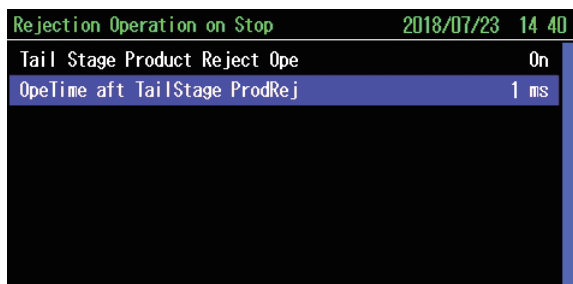 Rejection Operation on Stop 2018/07/23 14 40
Tail Stage Product Reject Ope On
OpeTime aft TailStage ProdRej 1 ms